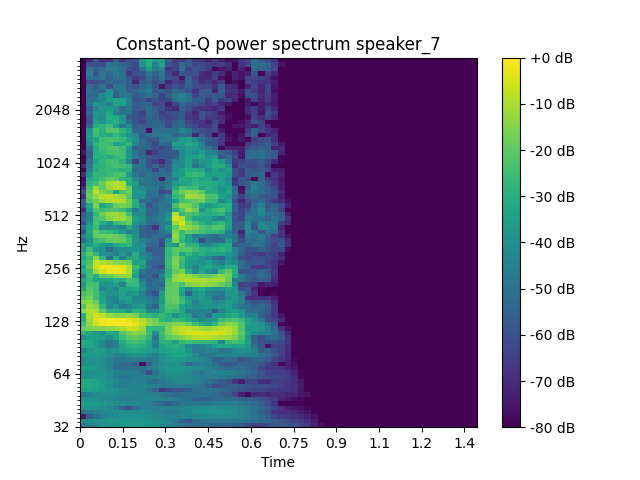 Constant-Q power spectrum speaker_7
Hz
2048
1024
512
256
128
64
32
0 0.15 0.3 0.45 0.6 0.75 0.9 1.1 1.2 1.4
Time
+0 dB
-10 dB
-20 dB
-30 dB
-40 dB
-50 dB
-60 dB
-70 dB
-80 dB